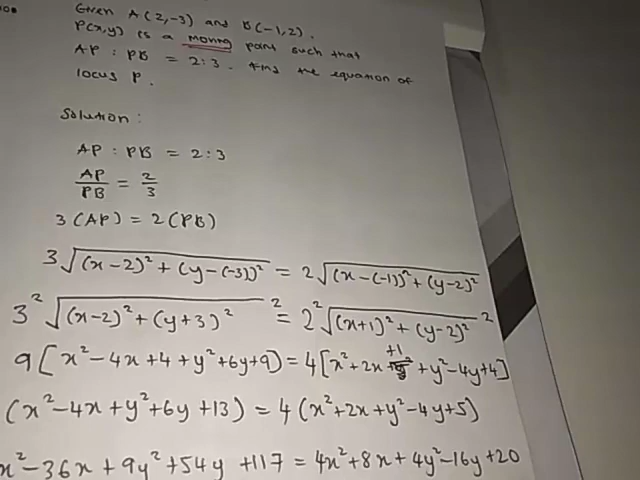 Given A(2,-3) and B(-1,2).
P(x,y) is a moving point such that
AP : PB = 2:3. Find the equation of
locus P.
Solution:
AP : PB = 2:3
AP/PB = 2/3
3(AP) = 2(PB)
3√((x-2)² + (y-(-3))² = 2√(x-(-1))² + (y-2)²
3²√(x-2)² + (y+3)² ² = 2²√(x+1)² + (y-2)² ²
9[x²-4x+4+y²+6y+9) = 4[x²+2x+1+y²-4y+4]
(x²-4x+y²+6y+13) = 4(x²+2x+y²-4y+5)
x²-36x+9y²+54y+117 = 4x²+8x+4y²-16y+20